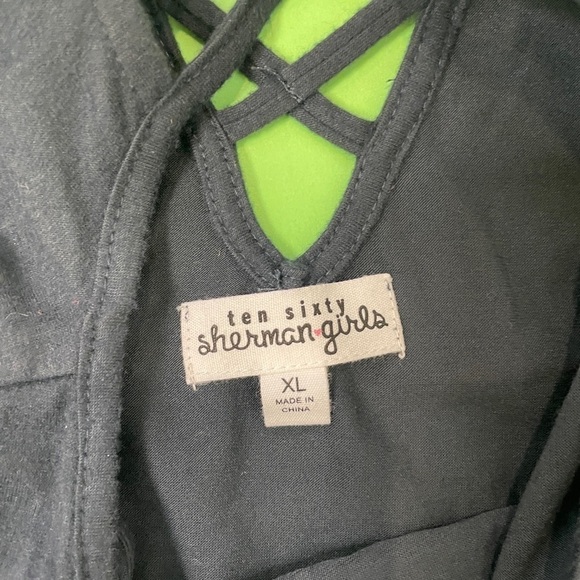 ten sixty
sherman girls
XL
MADE IN
CHINA